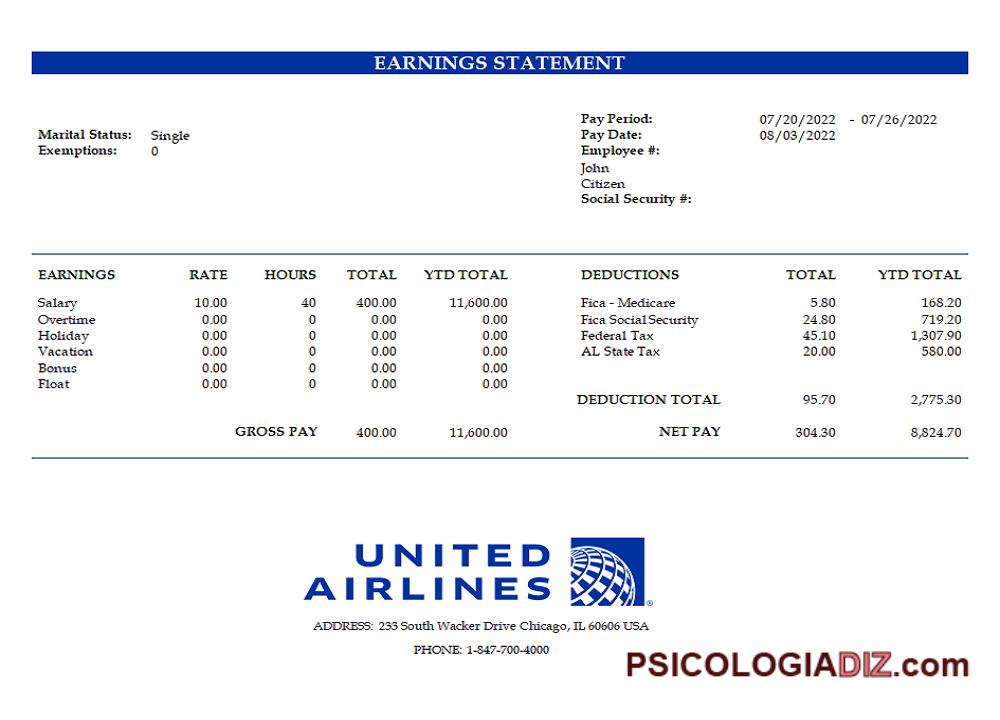 EARNINGS STATEMENT
Pay Period: 07/20/2022 - 07/26/2022
Marital Status: Single Pay Date: 08/03/2022
Exemptions: 0 Employee #:
John
Citizen
Social Security #:
EARNINGS RATE HOURS TOTAL YTD TOTAL DEDUCTIONS TOTAL YTD TOTAL
Salary 10.00 40 400.00 11,600.00 Fica - Medicare 5.80 168.20
Overtime 0.00 0 0.00 0.00 Fica Social Security 24.80 719.20
Holiday 0.00 0 0.00 0.00 Federal Tax 45.10 1,307.90
Vacation 0.00 0 0.00 0.00 AL State Tax 20.00 580.00
Bonus 0.00 0 0.00 0.00
Float 0.00 0 0.00 0.00
DEDUCTION TOTAL 95.70 2,775.30
GROSS PAY 400.00 11,600.00 NET PAY 304.30 8,824.70
UNITED
AIRLINES ®
ADDRESS: 233 South Wacker Drive Chicago, IL 60606 USA
PHONE: 1-847-700-4000
PSICOLOGIADIZ.com